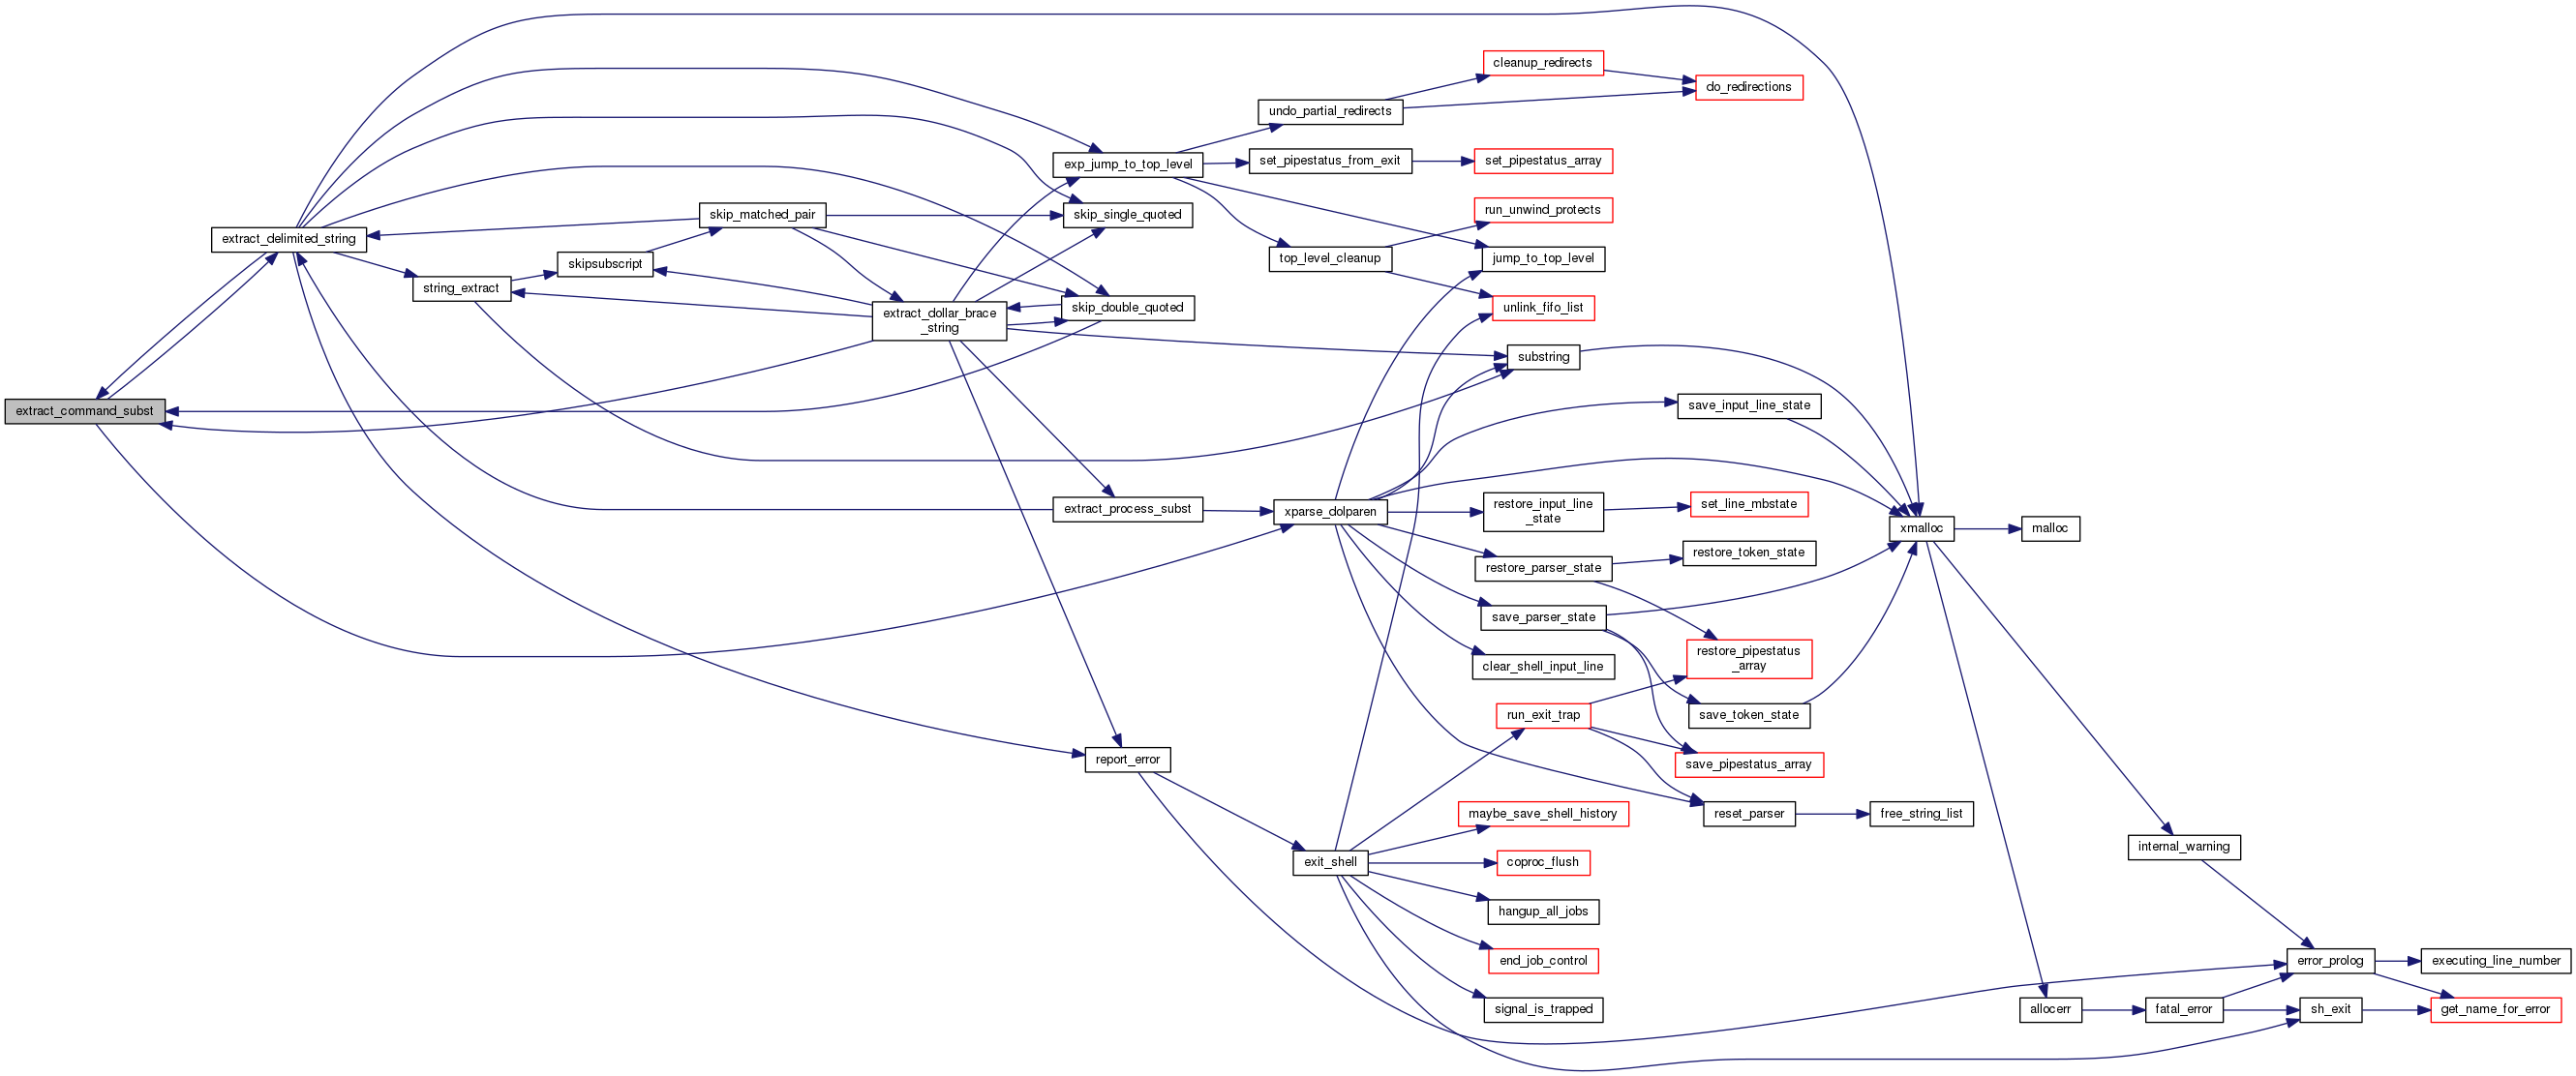 cleanup_redirects
do_redirections
undo_partial_redirects
exp_jump_to_top_level
set_pipestatus_from_exit
set_pipestatus_array
skip_matched_pair
skip_single_quoted
run_unwind_protects
extract_delimited_string
skipsubscript
top_level_cleanup
jump_to_top_level
string_extract
extract_dollar_brace
_string
skip_double_quoted
unlink_fifo_list
substring
extract_command_subst
save_input_line_state
extract_process_subst
xparse_dolparen
restore_input_line
_state
set_line_mbstate
xmalloc
malloc
restore_parser_state
restore_token_state
save_parser_state
clear_shell_input_line
restore_pipestatus
_array
run_exit_trap
save_token_state
report_error
save_pipestatus_array
maybe_save_shell_history
reset_parser
free_string_list
exit_shell
coproc_flush
internal_warning
hangup_all_jobs
end_job_control
error_prolog
executing_line_number
signal_is_trapped
allocerr
fatal_error
sh_exit
get_name_for_error